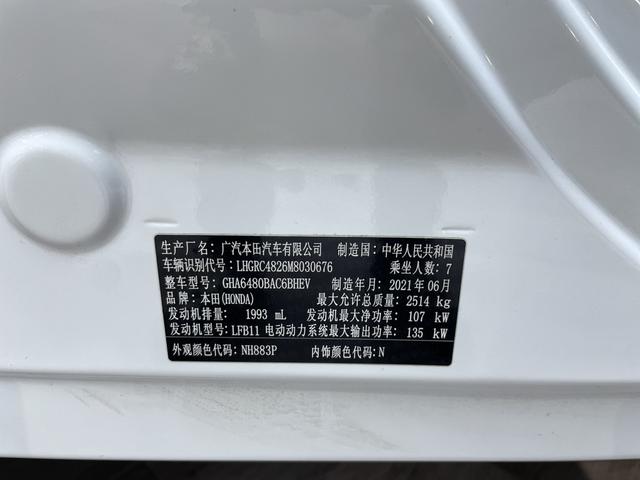 生产厂名：广汽本田汽车有限公司 制造国：中华人民共和国
车辆识别代号：LHGRC4826M8030676 乘坐人数：7
整车型号：GHA6480BAC6BHEV 制造年月：2021年06月
品牌：本田(HONDA) 最大允许总质量：2514 kg
发动机排量：1993 mL 发动机最大净功率：107 kW
发动机型号：LFB11 电动动力系统最大输出功率：135 kW
外观颜色代码：NH883P 内饰颜色代码：N